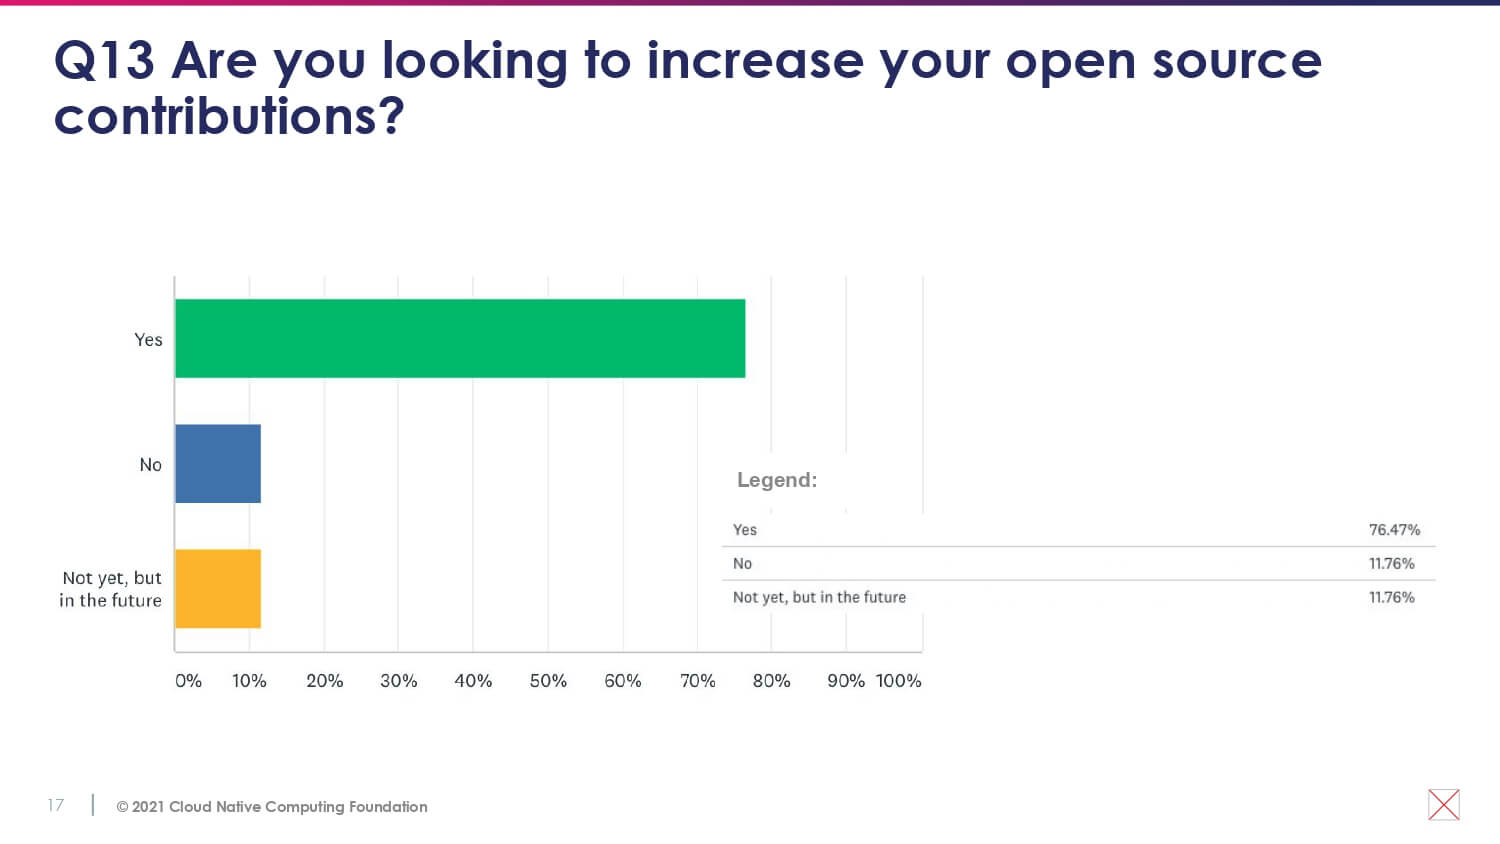 Q13 Are you looking to increase your open source
contributions?
Yes
No
Not yet, but
in the future
0% 10% 20% 30% 40% 50% 60% 70% 80% 90% 100%
Legend:
Yes 76.47%
No 11.76%
Not yet, but in the future 11.76%
17
© 2021 Cloud Native Computing Foundation